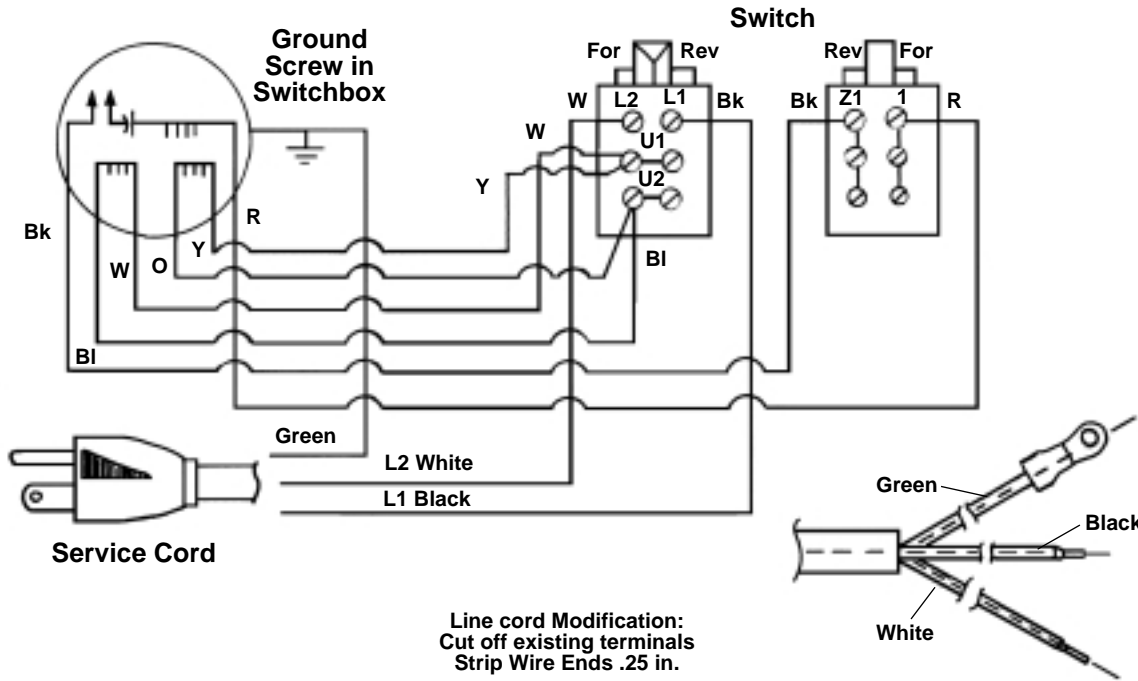 Switch
Ground
Screw in
Switchbox
For
Rev
Rev
For
W
L2
L1
Bk
Bk
Z1
1
R
W
U1
Y
U2
Bk
R
Y
O
W
Bl
Bl
Green
L2 White
L1 Black
Service Cord
Green
Black
White
Line cord Modification:
Cut off existing terminals
Strip Wire Ends .25 in.